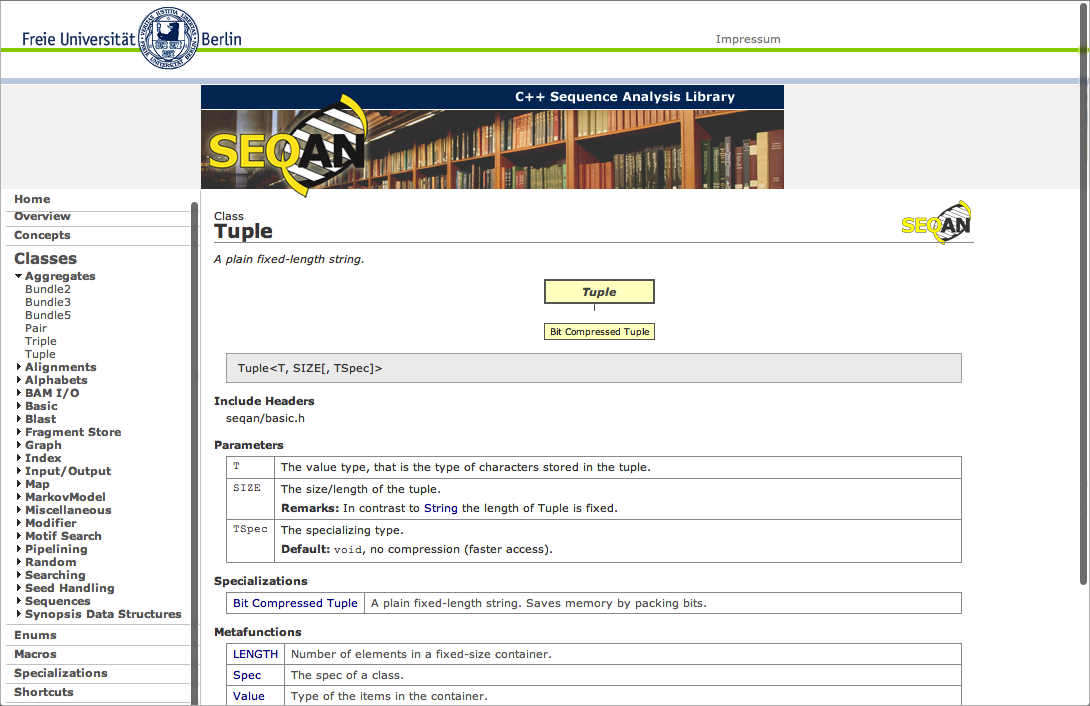 Freie Universität Berlin
Impressum
C++ Sequence Analysis Library
SEQAN
Home
Overview
Concepts
Classes
Aggregates
Bundle2
Bundle3
Bundle5
Pair
Triple
Tuple
Alignments
Alphabets
BAM I/O
Basic
Blast
Fragment Store
Graph
Index
Input/Output
Map
MarkovModel
Miscellaneous
Modifier
Motif Search
Pipelining
Random
Searching
Seed Handling
Sequences
Synopsis Data Structures
Enums
Macros
Specializations
Shortcuts
Class
Tuple
SEQAN
A plain fixed-length string.
Tuple
Bit Compressed Tuple
Tuple<T, SIZE[, TSpec]>
Include Headers
seqan/basic.h
Parameters
T The value type, that is the type of characters stored in the tuple.
SIZE The size/length of the tuple.
Remarks: In contrast to String the length of Tuple is fixed.
TSpec The specializing type.
Default: void, no compression (faster access).
Specializations
Bit Compressed Tuple A plain fixed-length string. Saves memory by packing bits.
Metafunctions
LENGTH Number of elements in a fixed-size container.
Spec The spec of a class.
Value Type of the items in the container.